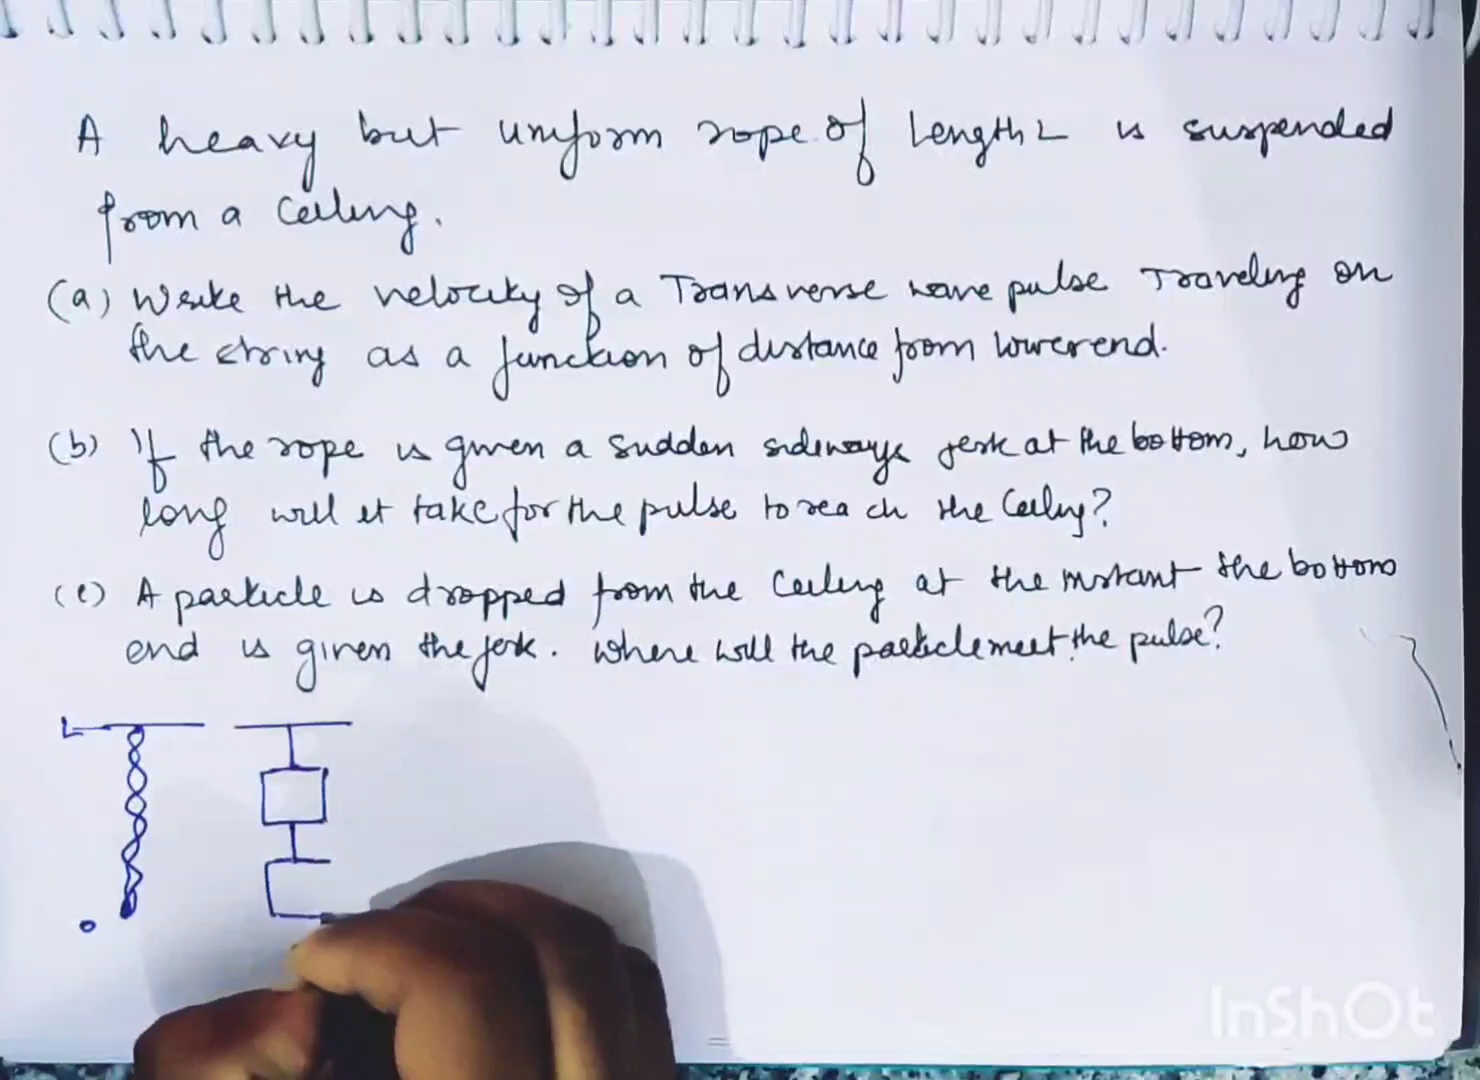 A heavy but uniform rope of Length L is suspended
from a Ceiling.
(a) Write the velocity of a Transverse wave pulse Traveling on
the string as a function of distance from lower end.
(b) If the rope is given a sudden sideways jerk at the bottom, how
long will it take for the pulse to reach the Ceiling?
(c) A particle is dropped from the Ceiling at the instant the bottom
end is given the jerk. Where will the particle meet the pulse?
L
o
InShOt